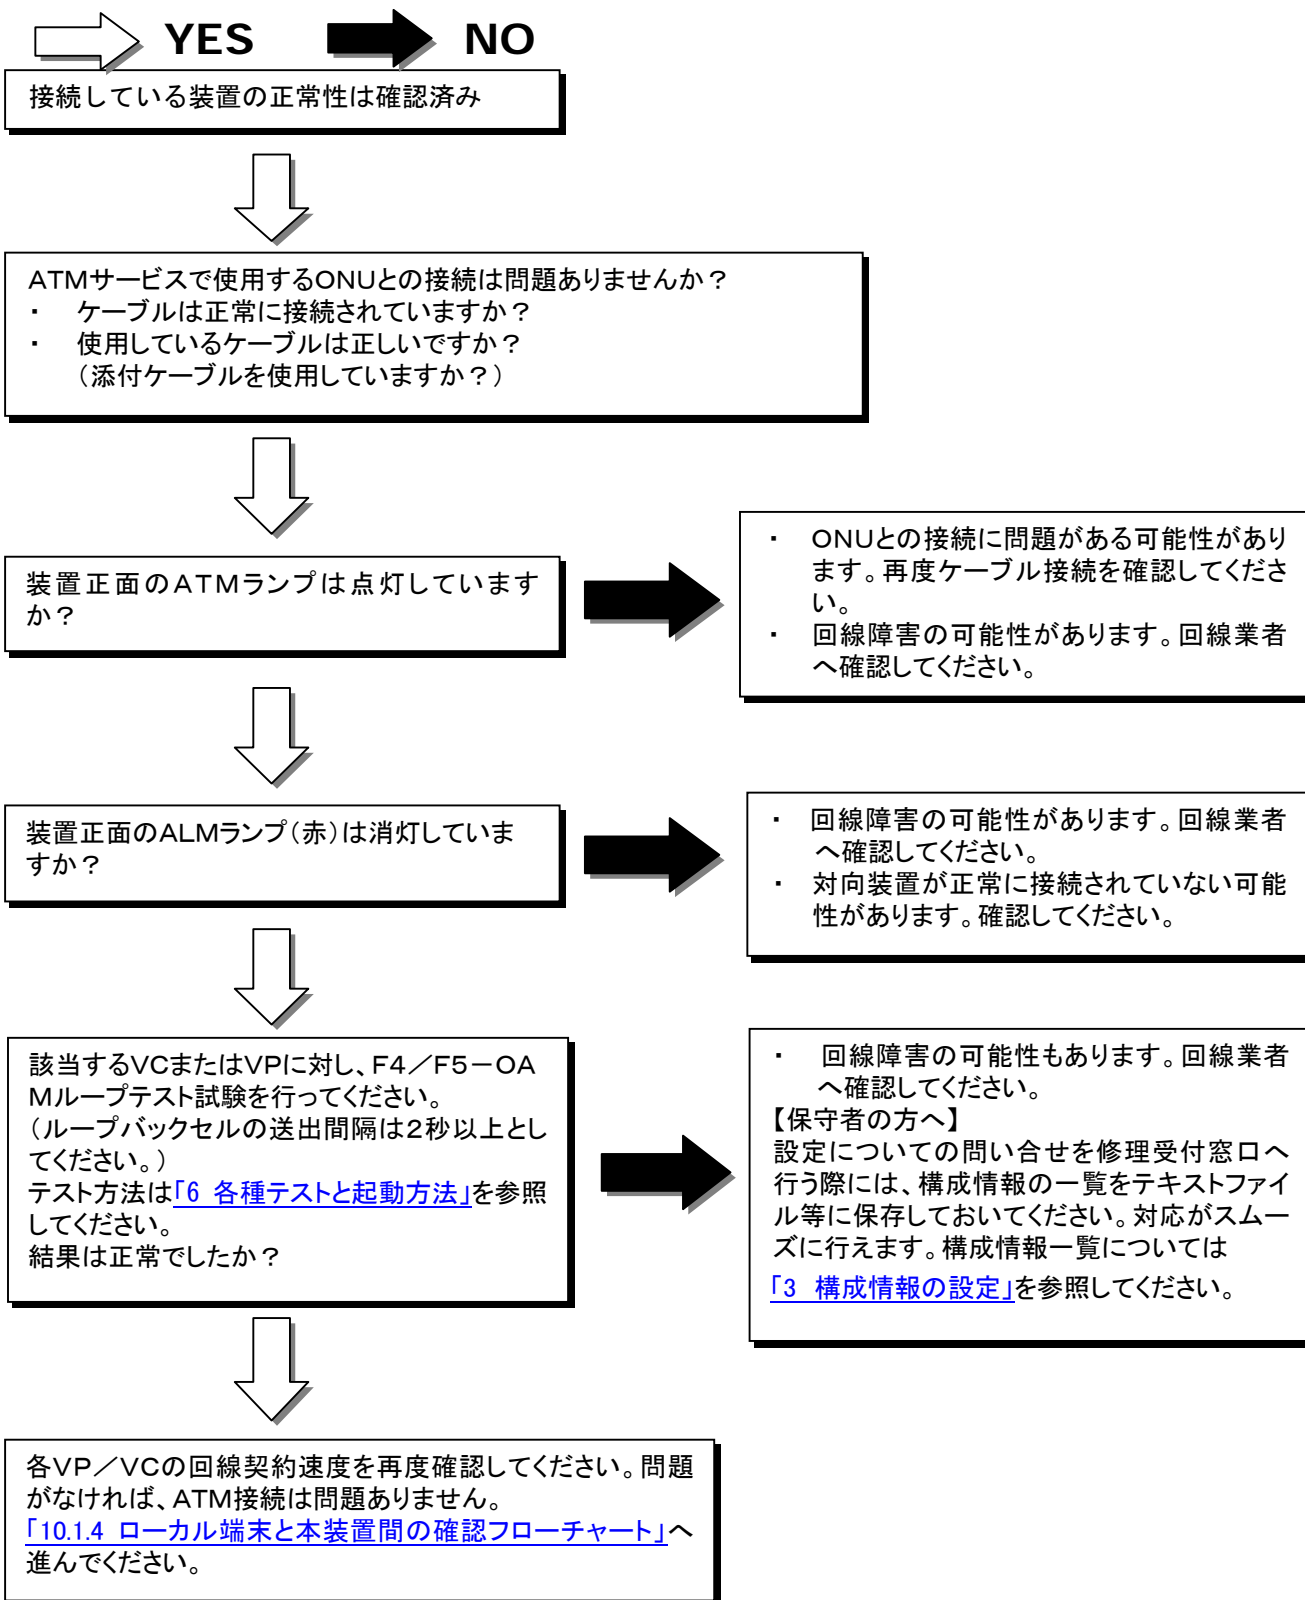 YES NO
接続している装置の正常性は確認済み
ATMサービスで使用するONUとの接続は問題ありませんか？
・ ケーブルは正常に接続されていますか？
・ 使用しているケーブルは正しいですか？
（添付ケーブルを使用していますか？）
装置正面のATMランプは点灯しています
か？
・ ONUとの接続に問題がある可能性があり
ます。再度ケーブル接続を確認してくださ
い。
・ 回線障害の可能性があります。回線業者
へ確認してください。
装置正面のALMランプ（赤）は消灯していま
すか？
・ 回線障害の可能性があります。回線業者
へ確認してください。
・ 対向装置が正常に接続されていない可能
性があります。確認してください。
該当するVCまたはVPに対し、F4／F5－OA
Mループテスト試験を行ってください。
（ループバックセルの送出間隔は2秒以上とし
てください。）
テスト方法は「6 各種テストと起動方法」を参照
してください。
結果は正常でしたか？
・ 回線障害の可能性もあります。回線業者
へ確認してください。
【保守者の方へ】
設定についての問い合せを修理受付窓口へ
行う際には、構成情報の一覧をテキストファイ
ル等に保存しておいてください。対応がスムー
ズに行えます。構成情報一覧については
「3 構成情報の設定」を参照してください。
各VP／VCの回線契約速度を再度確認してください。問題
がなければ、ATM接続は問題ありません。
「10.1.4 ローカル端末と本装置間の確認フローチャート」へ
進んでください。